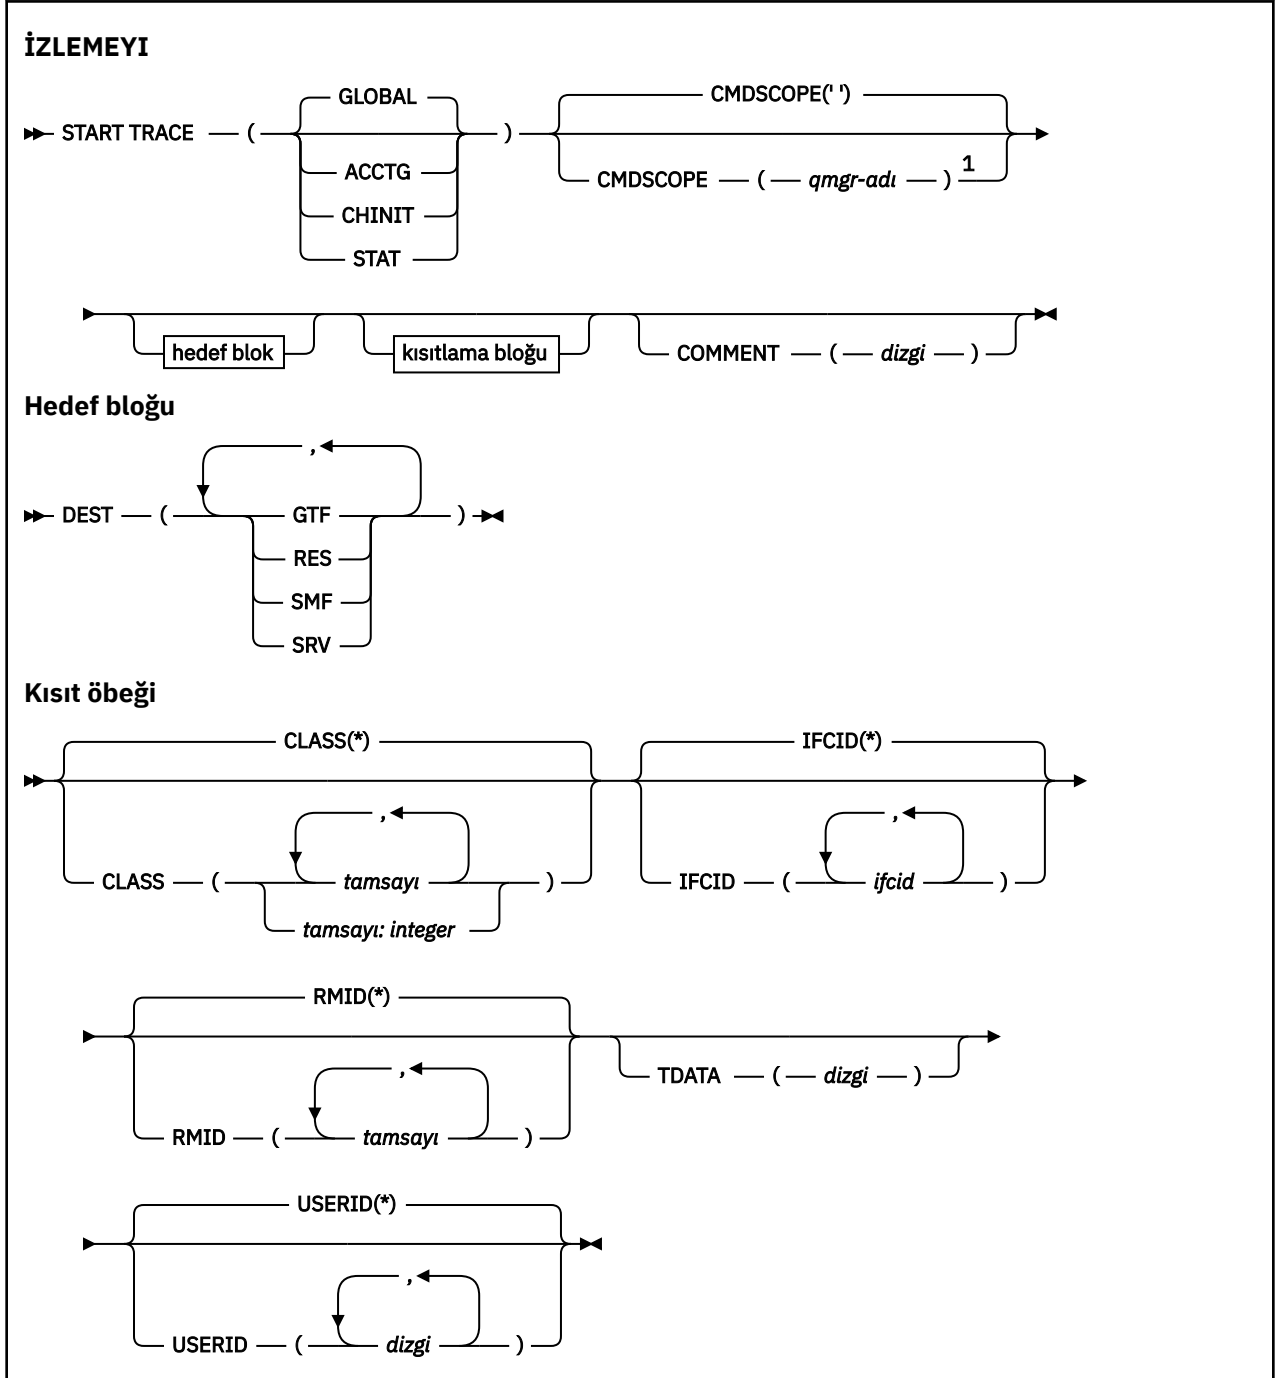 İZLEMEYI
GLOBAL
CMDSCOPE(' ')
START TRACE ( )
ACCTG
CMDSCOPE ( qmgr-adı ) 1
CHINIT
STAT
hedef blok kısıtlama bloğu COMMENT ( dizgi )
Hedef bloğu
,
DEST ( GTF )
RES
SMF
SRV
Kısıt öbeği
CLASS(*) IFCID(*)
, ,
CLASS ( tamsayı ) IFCID ( ifcid )
tamsayı: integer
RMID(*)
,
TDATA ( dizgi )
RMID ( tamsayı )
USERID(*)
,
USERID ( dizgi )